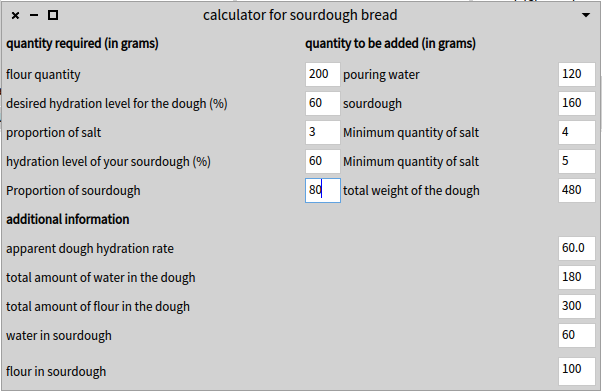 calculator for sourdough bread
quantity required (in grams) quantity to be added (in grams)
flour quantity 200 pouring water 120
desired hydration level for the dough (%) 60 sourdough 160
proportion of salt 3 Minimum quantity of salt 4
hydration level of your sourdough (%) 60 Minimum quantity of salt 5
Proportion of sourdough 80 total weight of the dough 480
additional information
apparent dough hydration rate 60.0
total amount of water in the dough 180
total amount of flour in the dough 300
water in sourdough 60
flour in sourdough 100